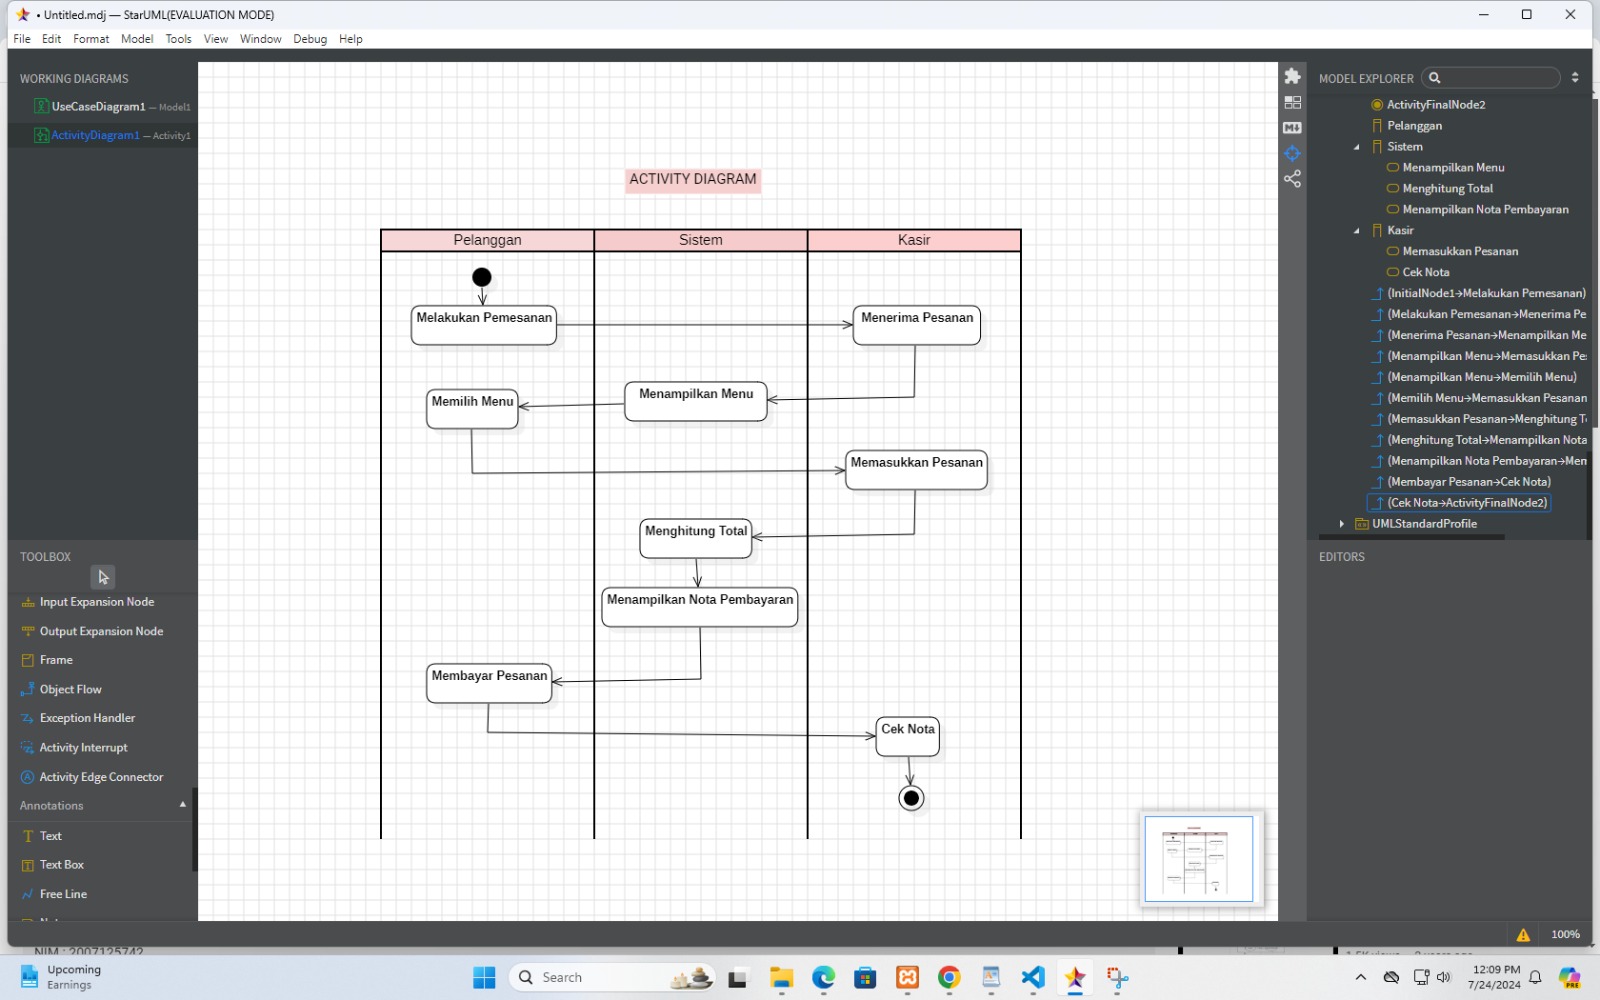 • Untitled.mdj — StarUML(EVALUATION MODE)
File Edit Format Model Tools View Window Debug Help
WORKING DIAGRAMS
UseCaseDiagram1 — Model1
ActivityDiagram1 — Activity1
TOOLBOX
Input Expansion Node
Output Expansion Node
Frame
Object Flow
Exception Handler
Activity Interrupt
Activity Edge Connector
Annotations
Text
Text Box
Free Line
ACTIVITY DIAGRAM
Pelanggan Sistem Kasir
Melakukan Pemesanan
Menerima Pesanan
Menampilkan Menu
Memilih Menu
Memasukkan Pesanan
Menghitung Total
Menampilkan Nota Pembayaran
Membayar Pesanan
Cek Nota
MODEL EXPLORER
ActivityFinalNode2
Pelanggan
Sistem
Menampilkan Menu
Menghitung Total
Menampilkan Nota Pembayaran
Kasir
Memasukkan Pesanan
Cek Nota
(InitialNode1→Melakukan Pemesanan)
(Melakukan Pemesanan→Menerima Pe
(Menerima Pesanan→Menampilkan Me
(Menampilkan Menu→Memasukkan Pe
(Menampilkan Menu→Memilih Menu)
(Memilih Menu→Memasukkan Pesanan
(Memasukkan Pesanan→Menghitung T
(Menghitung Total→Menampilkan Nota
(Menampilkan Nota Pembayaran→Men
(Membayar Pesanan→Cek Nota)
(Cek Nota→ActivityFinalNode2)
UMLStandardProfile
EDITORS
100%
NIM : 2007125742
Upcoming
Earnings
Search
12:09 PM
7/24/2024
PRE